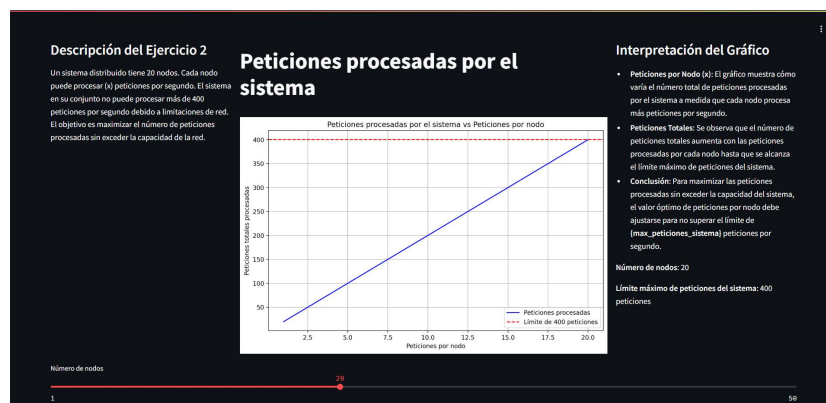 Descripción del Ejercicio 2
Un sistema distribuido tiene 20 nodos. Cada nodo
puede procesar (x) peticiones por segundo. El sistema
en su conjunto no puede procesar más de 400
peticiones por segundo debido a limitaciones de red.
El objetivo es maximizar el número de peticiones
procesadas sin exceder la capacidad de la red.
Peticiones procesadas por el
sistema
Peticiones procesadas por el sistema vs Peticiones por nodo
Peticiones totales procesadas
400
350
300
250
200
150
100
50
2.5 5.0 7.5 10.0 12.5 15.0 17.5 20.0
Peticiones por nodo
Peticiones procesadas
Límite de 400 peticiones
Interpretación del Gráfico
• Peticiones por Nodo (x): El gráfico muestra cómo
varía el número total de peticiones procesadas
por el sistema a medida que cada nodo procesa
más peticiones por segundo.
• Peticiones Totales: Se observa que el número de
peticiones totales aumenta con las peticiones
procesadas por cada nodo hasta que se alcanza
el límite máximo de peticiones del sistema.
• Conclusión: Para maximizar las peticiones
procesadas sin exceder la capacidad del sistema,
el valor óptimo de peticiones por nodo debe
ajustarse para no superar el límite de
{max_peticiones_sistema} peticiones por
segundo.
Número de nodos: 20
Límite máximo de peticiones del sistema: 400
peticiones
Número de nodos
20
1 50